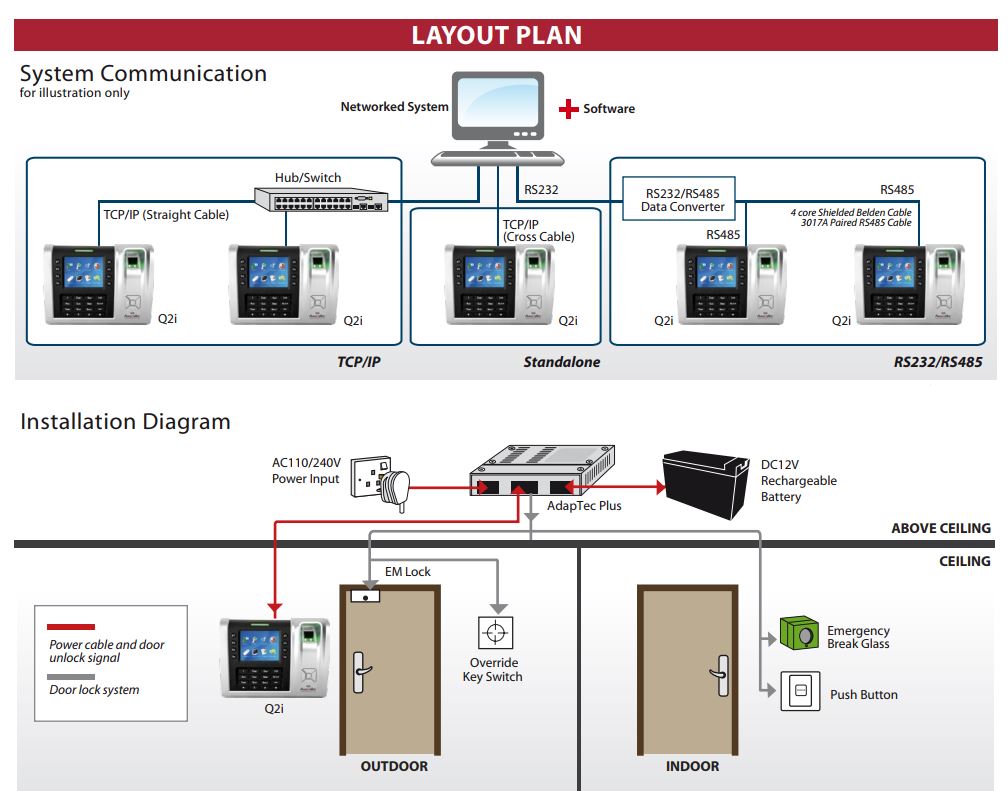 LAYOUT PLAN
System Communication
for illustration only
Networked System
Software
Hub/Switch
RS232
RS232/RS485
Data Converter
RS485
TCP/IP (Straight Cable)
TCP/IP
(Cross Cable)
4 core Shielded Belden Cable
3017A Paired RS485 Cable
RS485
Q2i
Q2i
Q2i
Q2i
Q2i
TCP/IP
Standalone
RS232/RS485
Installation Diagram
AC110/240V
Power Input
AdapTec Plus
DC12V
Rechargeable
Battery
ABOVE CEILING
CEILING
EM Lock
Power cable and door
unlock signal
Door lock system
Q2i
Override
Key Switch
Emergency
Break Glass
Push Button
OUTDOOR
INDOOR